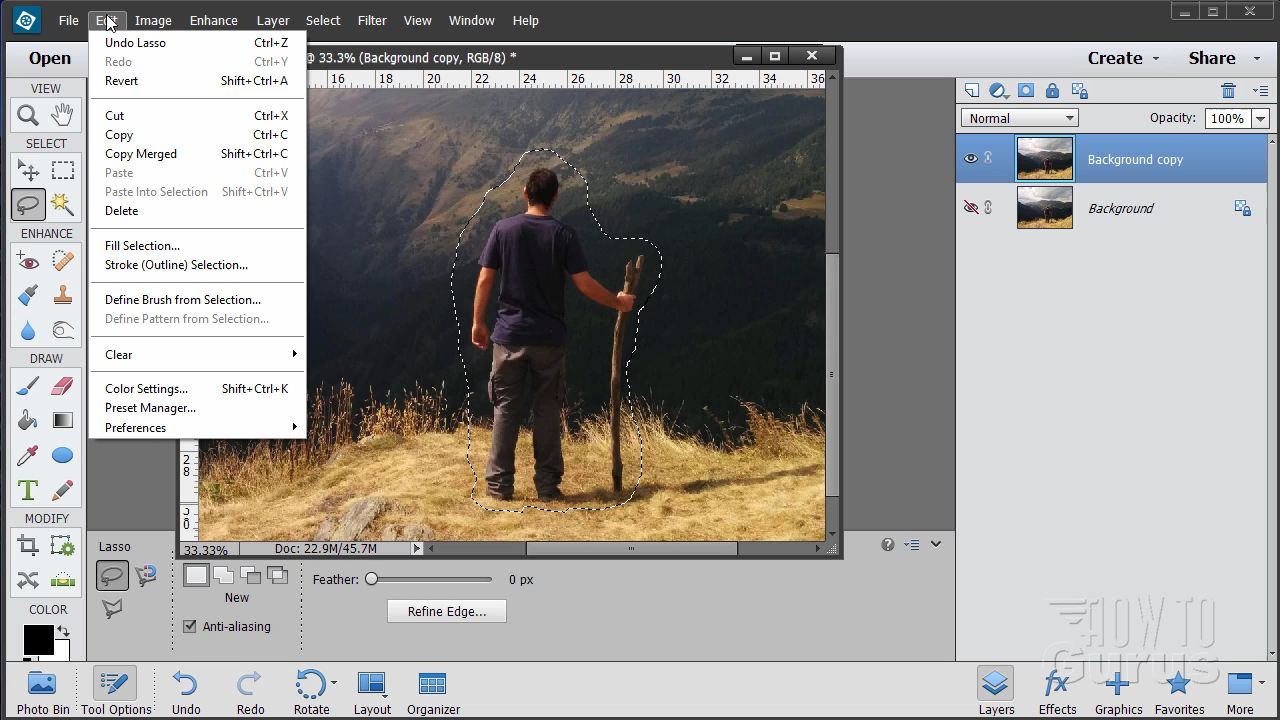 File Edit Image Enhance Layer Select Filter View Window Help
Open
Create
Share
@ 33.3% (Background copy, RGB/8) *
16 18 20 22 24 26 28 30 32 34 36
Undo Lasso Ctrl+Z
Redo Ctrl+Y
Revert Shift+Ctrl+A
Cut Ctrl+X
Copy Ctrl+C
Copy Merged Shift+Ctrl+C
Paste Ctrl+V
Paste Into Selection Shift+Ctrl+V
Delete
Fill Selection...
Stroke (Outline) Selection...
Define Brush from Selection...
Define Pattern from Selection...
Clear
Color Settings... Shift+Ctrl+K
Preset Manager...
Preferences
VIEW
SELECT
ENHANCE
DRAW
T
MODIFY
COLOR
Normal
Opacity: 100%
Background copy
Background
2
8
3
0
33.33%
Doc: 22.9M/45.7M
Lasso
New
Anti-aliasing
Feather: 0 px
Refine Edge...
HOW TO
Gurus
Photo Bin
Tool Options
Undo
Redo
Rotate
Layout
Organizer
Layers
fx
Effects
Graphics
Favorites
More